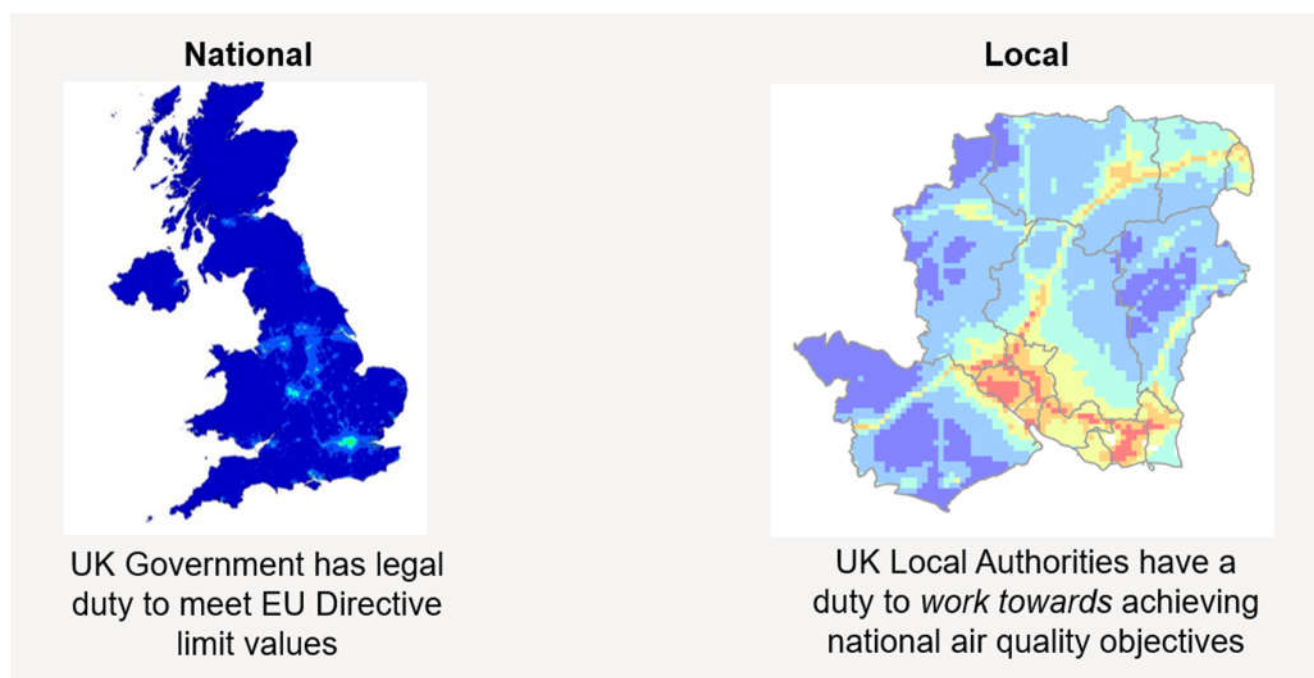 National
UK Government has legal
duty to meet EU Directive
limit values
Local
UK Local Authorities have a
duty to work towards achieving
national air quality objectives